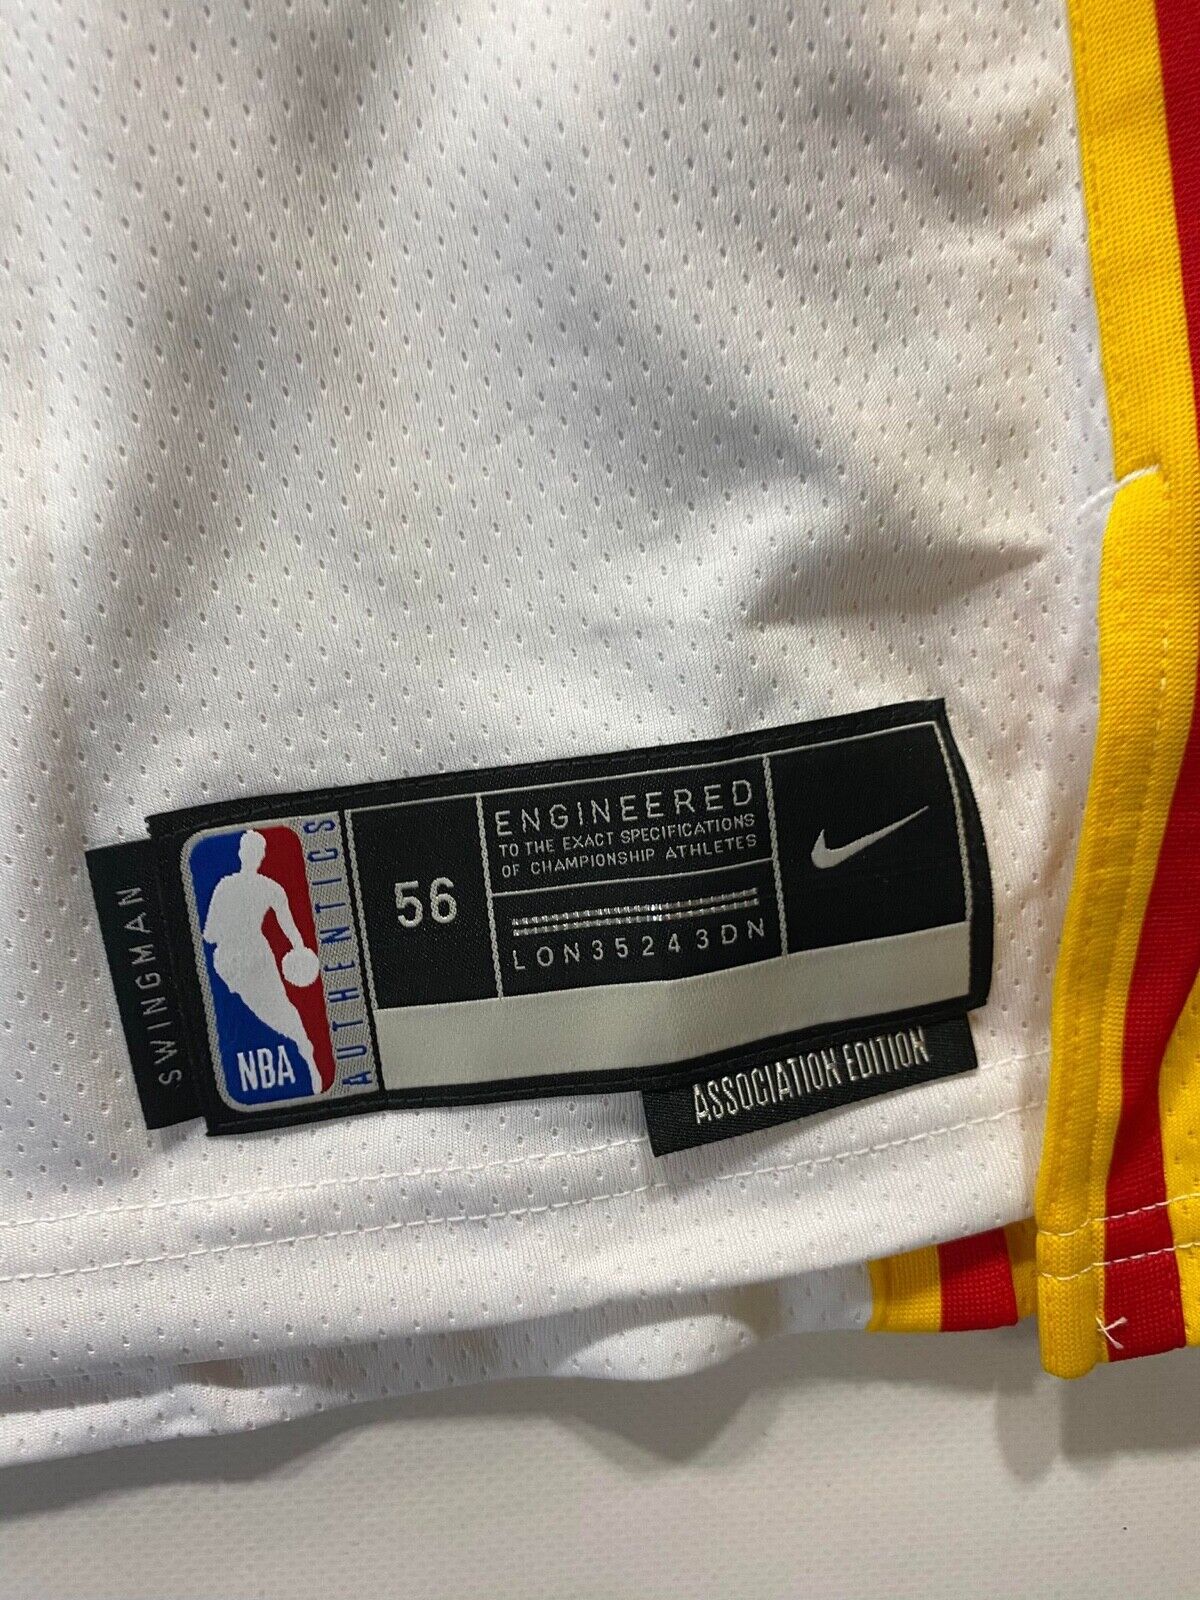 SWINGMAN
NBA
AUTHENTICS
56
ENGINEERED
TO THE EXACT SPECIFICATIONS
OF CHAMPIONSHIP ATHLETES
LON35243DN
ASSOCIATION EDITION